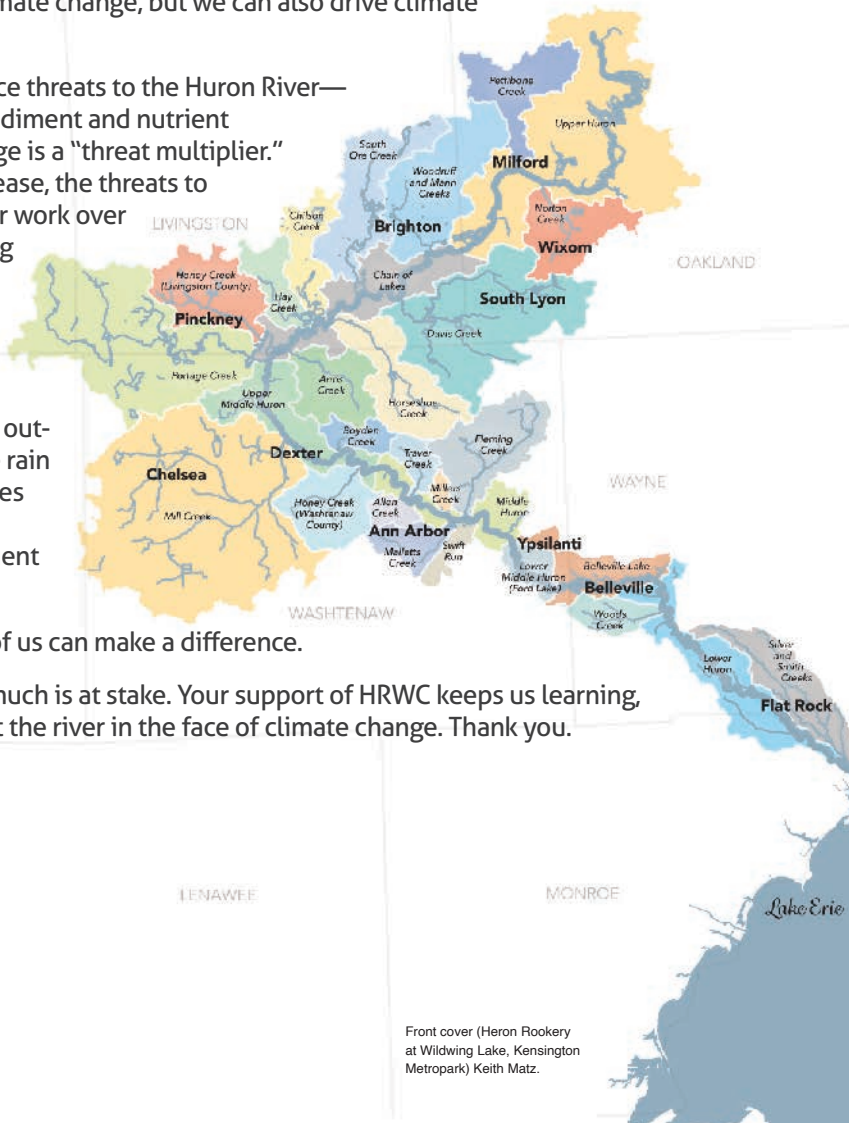 mate change, but we can also drive climate
ce threats to the Huron River—
diment and nutrient
ge is a “threat multiplier.”
ease, the threats to
r work over
g
out-
rain
es
ent
of us can make a difference.
much is at stake. Your support of HRWC keeps us learning,
t the river in the face of climate change. Thank you.
Pettibone
Creek
Upper Huron
South
Ore Creek
Woodruff
and Mann
Creeks
Milford
Norton
Creek
Wixom
LIVINGSTON
Chilson
Creek
Brighton
OAKLAND
Honey Creek
(Livingston County)
Pinckney
Hay
Creek
Chain of
Lakes
South Lyon
Davis Creek
Portage Creek
Upper
Middle Huron
Arms
Creek
Horseshoe
Creek
Boyden
Creek
Dexter
Traver
Creek
Fleming
Creek
Chelsea
Mill Creek
Honey Creek
(Washtenaw
County)
Allen
Creek
Millers
Creek
Middle
Huron
WAYNE
Ann Arbor
Malletts
Creek
Swift
Run
Ypsilanti
Lower
Middle Huron
(Ford Lake)
Belleville Lake
Belleville
Woods
Creek
WASHTENAW
Lower
Huron
Silver
and
Smith
Creeks
Flat Rock
LENAWEE
MONROE
Lake Erie
Front cover (Heron Rookery
at Wildwing Lake, Kensington
Metropark) Keith Matz.